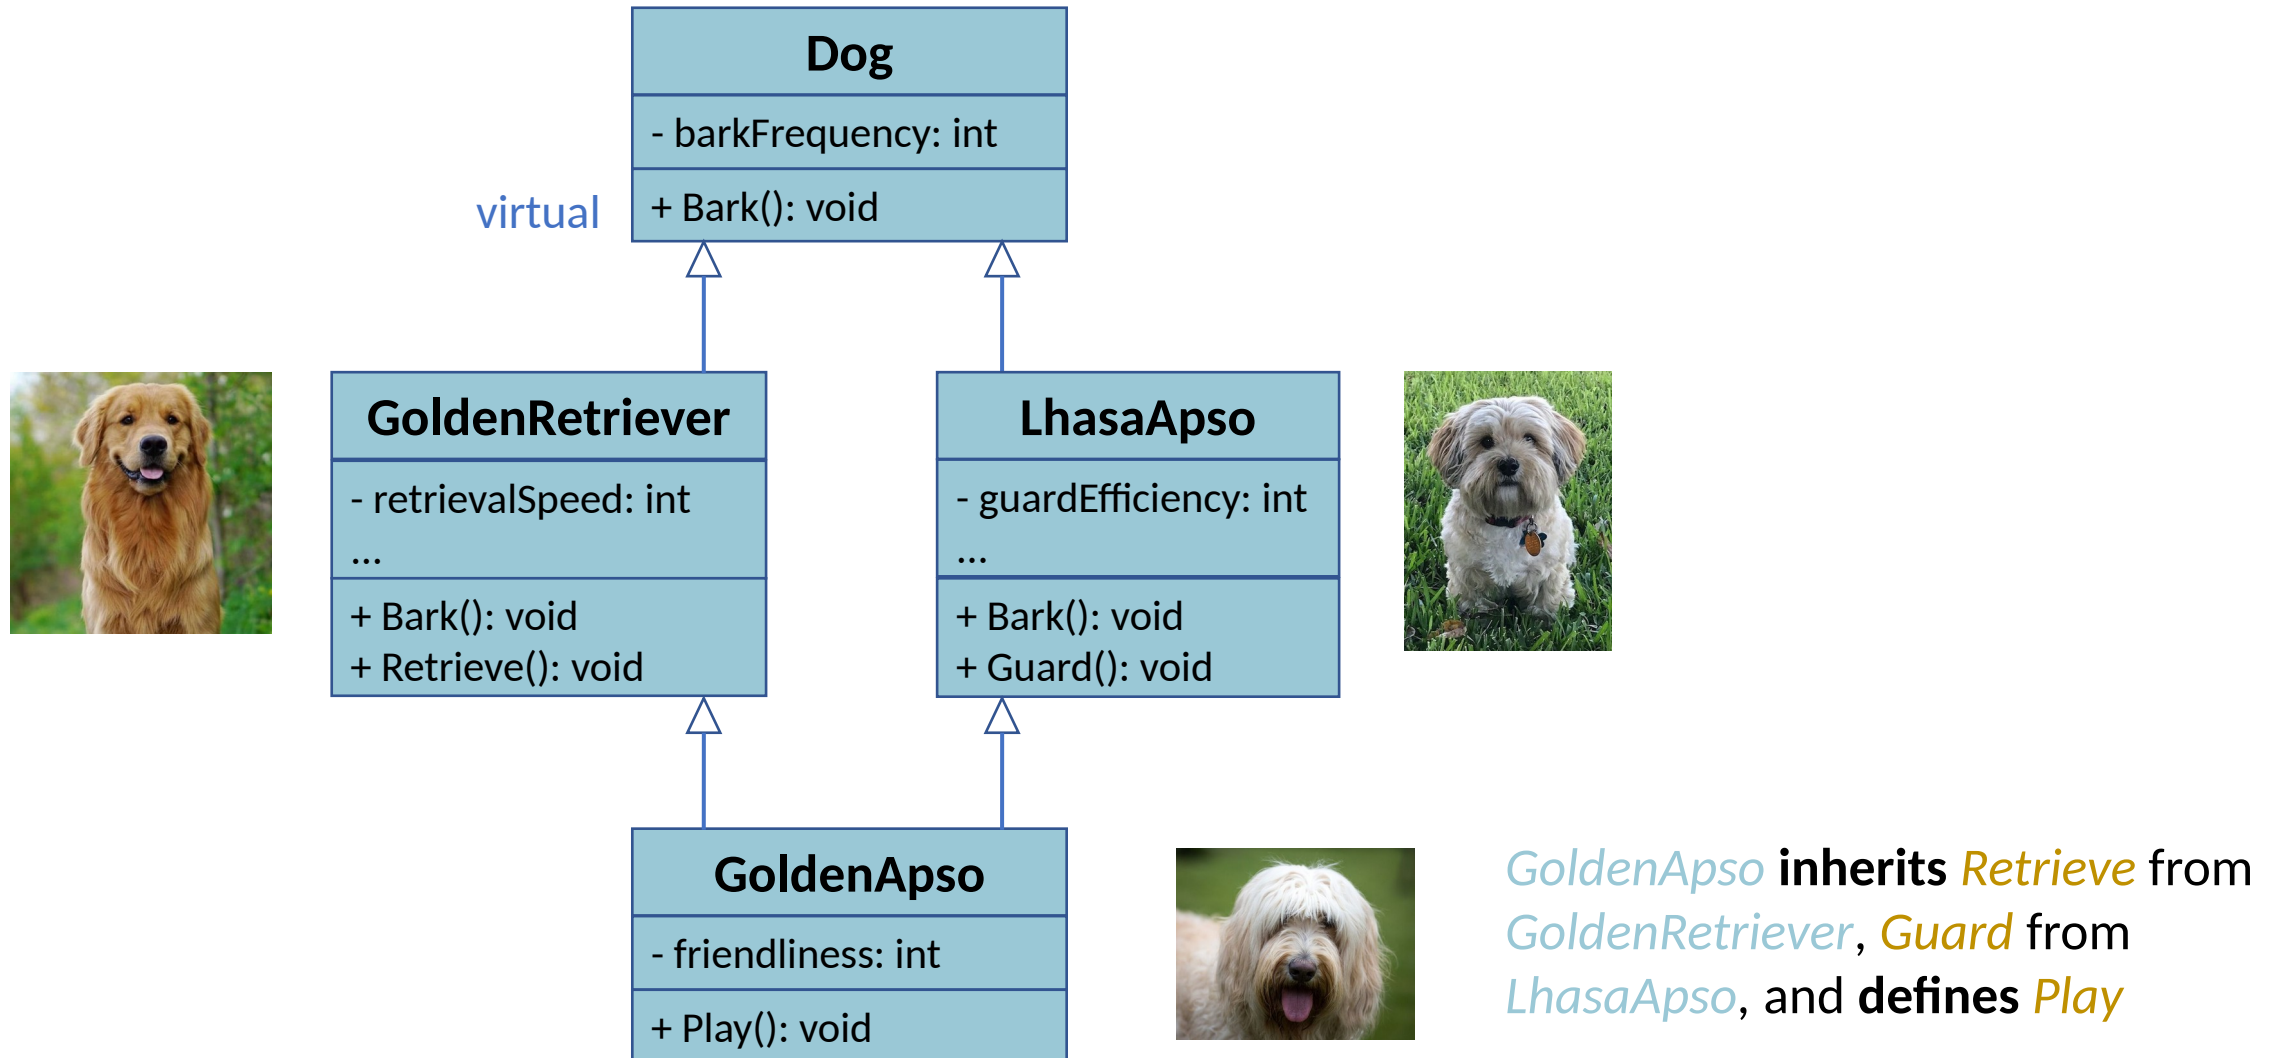 Dog
- barkFrequency: int
virtual
+ Bark(): void
GoldenRetriever
- retrievalSpeed: int
...
+ Bark(): void
+ Retrieve(): void
LhasaApso
- guardEfficiency: int
...
+ Bark(): void
+ Guard(): void
GoldenApso
- friendliness: int
+ Play(): void
GoldenApso inherits Retrieve from
GoldenRetriever, Guard from
LhasaApso, and defines Play